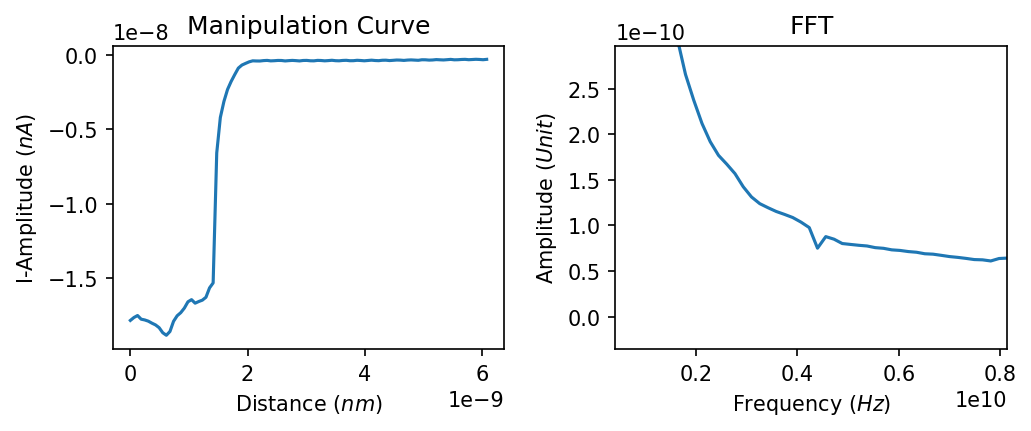 Manipulation Curve
1e−8
0.0
−0.5
−1.0
−1.5
I-Amplitude (nA)
0 2 4 6
1e−9
Distance (nm)
FFT
1e−10
2.5
2.0
1.5
1.0
0.5
0.0
Amplitude (Unit)
0.2 0.4 0.6 0.8
1e10
Frequency (Hz)